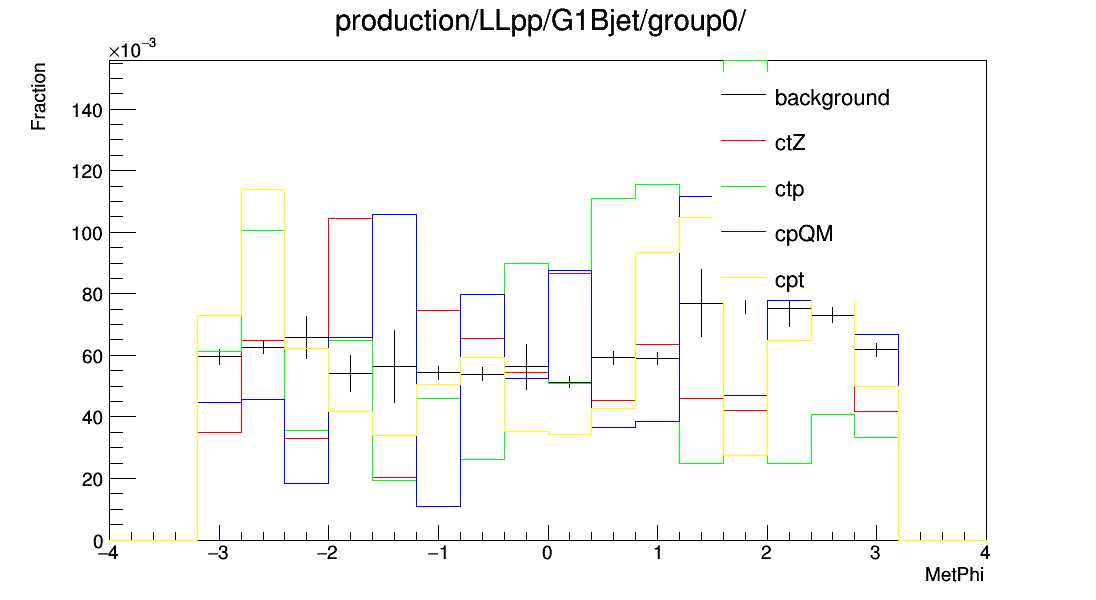 production/LLpp/G1Bjet/group0/
×10⁻³
Fraction
140
120
100
80
60
40
20
0
background
ctZ
ctp
cpQM
cpt
−4 −3 −2 −1 0 1 2 3 4
MetPhi